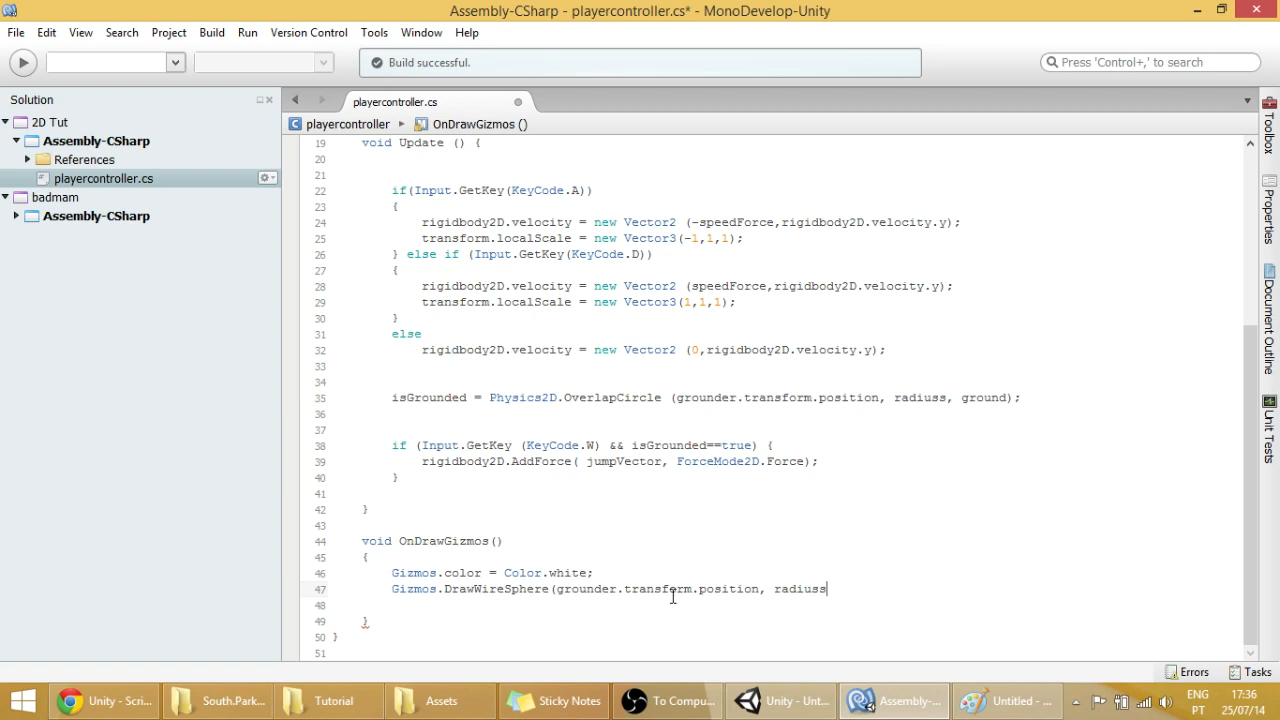 Assembly-CSharp - playercontroller.cs* - MonoDevelop-Unity
File Edit View Search Project Build Run Version Control Tools Window Help
Build successful.
Press 'Control+,' to search
Solution
playercontroller.cs
2D Tut
playercontroller
OnDrawGizmos ()
Assembly-CSharp
References
playercontroller.cs
badmam
Assembly-CSharp
Toolbox
Properties
Document Outline
Unit Tests
19 void Update () {
20
21
22 if(Input.GetKey(KeyCode.A))
23 {
24 rigidbody2D.velocity = new Vector2 (-speedForce,rigidbody2D.velocity.y);
25 transform.localScale = new Vector3(-1,1,1);
26 } else if (Input.GetKey(KeyCode.D))
27 {
28 rigidbody2D.velocity = new Vector2 (speedForce,rigidbody2D.velocity.y);
29 transform.localScale = new Vector3(1,1,1);
30 }
31 else
32 rigidbody2D.velocity = new Vector2 (0,rigidbody2D.velocity.y);
33
34
35 isGrounded = Physics2D.OverlapCircle (grounder.transform.position, radiuss, ground);
36
37
38 if (Input.GetKey (KeyCode.W) && isGrounded==true) {
39 rigidbody2D.AddForce( jumpVector, ForceMode2D.Force);
40 }
41
42 }
43
44 void OnDrawGizmos()
45 {
46 Gizmos.color = Color.white;
47 Gizmos.DrawWireSphere(grounder.transform.position, radiuss
48
49 }
50 }
51
Errors Tasks
Unity - Scri... South.Park... Tutorial Assets Sticky Notes To Compu... Unity - Unt... Assembly-... Untitled - ...
ENG 17:36
PT 25/07/14